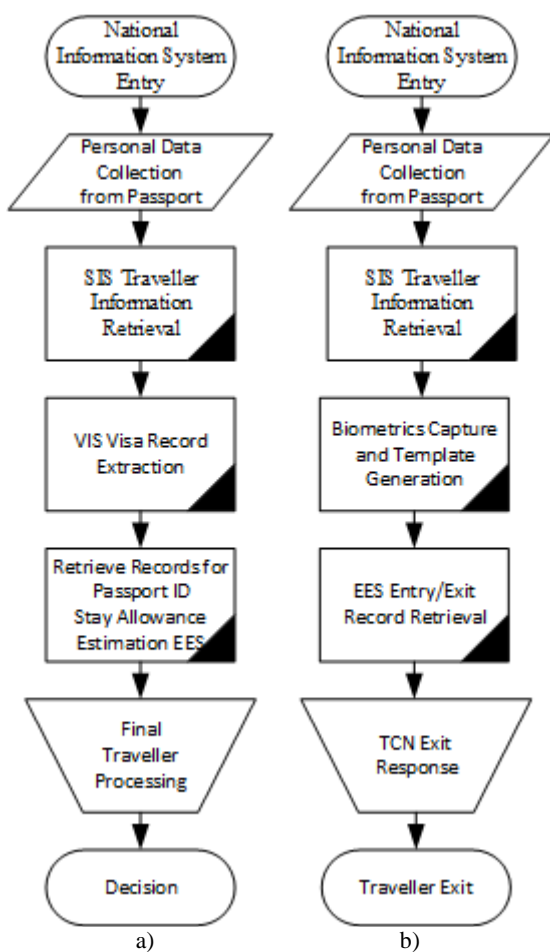 National
Information System
Entry
Personal Data
Collection
from Passport
SIS Traveller
Information
Retrieval
VIS Visa Record
Extraction
Retrieve Records for
Passport ID
Stay Allowance
Estimation EES
Final
Traveller
Processing
Decision
a)
National
Information System
Entry
Personal Data
Collection
from Passport
SIS Traveller
Information
Retrieval
Biometrics Capture
and Template
Generation
EES Entry/Exit
Record Retrieval
TCN Exit
Response
Traveller Exit
b)